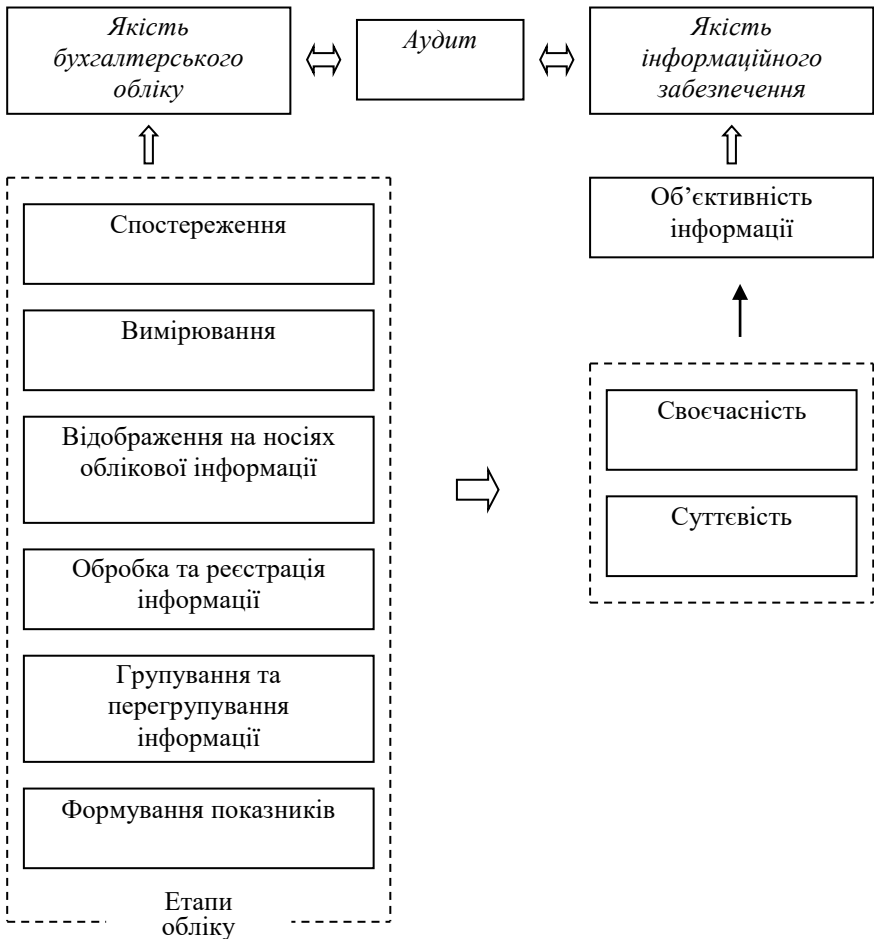 Якість
бухгалтерського
обліку
Аудит
Якість
інформаційного
забезпечення
Спостереження
Вимірювання
Відображення на носіях
облікової інформації
Обробка та реєстрація
інформації
Групування та
перегрупування
інформації
Формування показників
Етапи
обліку
Об’єктивність
інформації
Своєчасність
Суттєвість